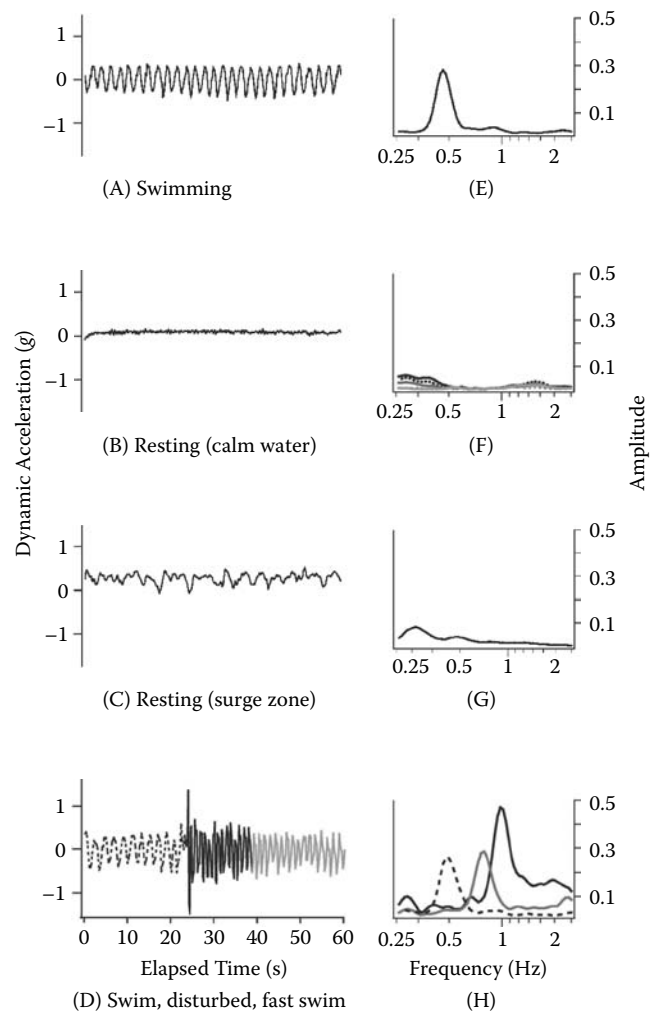 1
0
−1
0.5
0.3
0.1
0.25 0.5 1 2
(A) Swimming
(E)
1
0
−1
0.5
0.3
0.1
0.25 0.5 1 2
(B) Resting (calm water)
(F)
Dynamic Acceleration (g)
Amplitude
1
0
−1
0.5
0.3
0.1
0.25 0.5 1 2
(C) Resting (surge zone)
(G)
1
0
−1
0 10 20 30 40 50 60
0.5
0.3
0.1
0.25 0.5 1 2
Elapsed Time (s)
Frequency (Hz)
(D) Swim, disturbed, fast swim
(H)